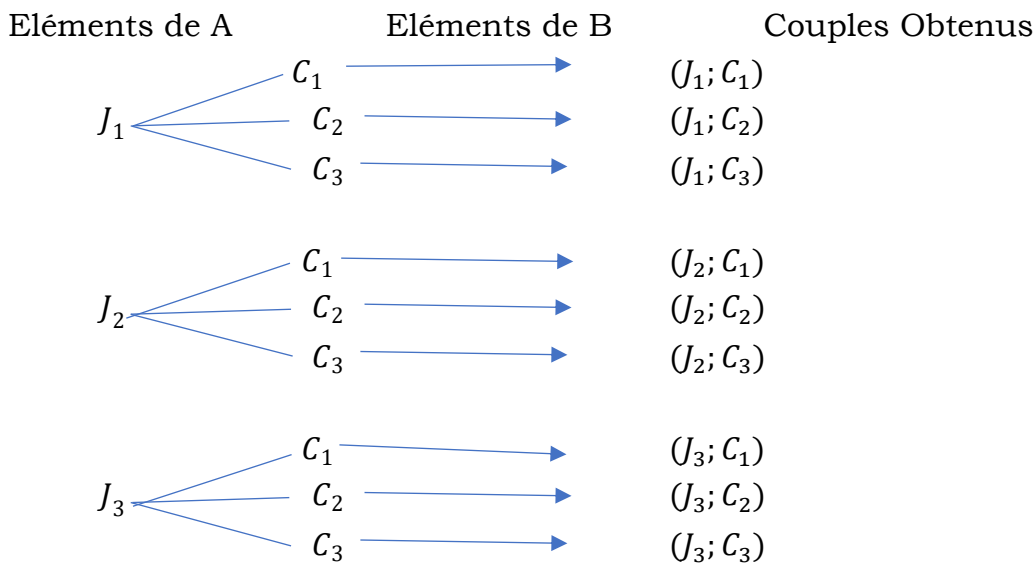 Eléments de A Eléments de B Couples Obtenus
C₁ (J₁; C₁)
J₁ C₂ (J₁; C₂)
C₃ (J₁; C₃)
C₁ (J₂; C₁)
J₂ C₂ (J₂; C₂)
C₃ (J₂; C₃)
C₁ (J₃; C₁)
J₃ C₂ (J₃; C₂)
C₃ (J₃; C₃)